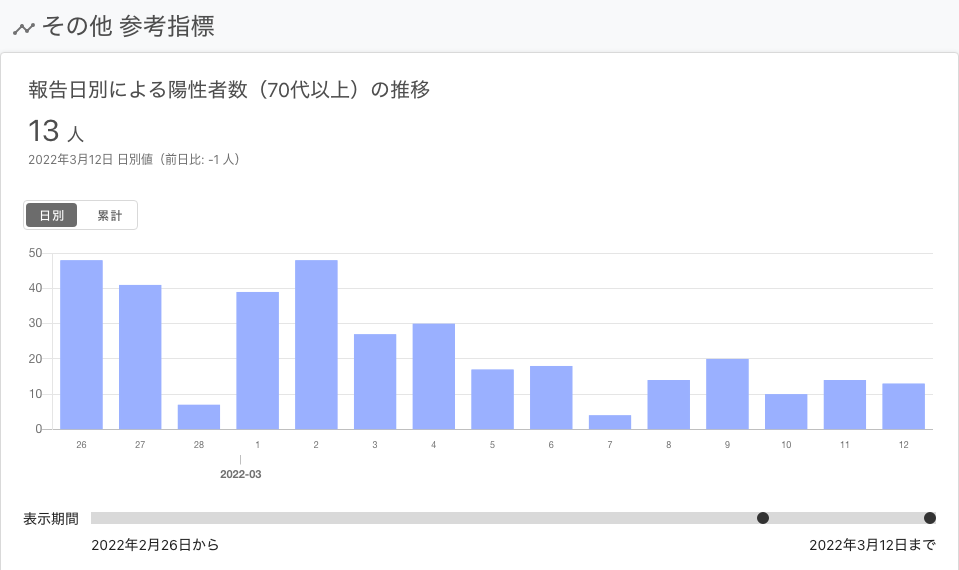 その他 参考指標
報告日別による陽性者数（70代以上）の推移
13 人
2022年3月12日 日別値（前日比: -1 人）
日別 累計
50
40
30
20
10
0
26 27 28 1 2 3 4 5 6 7 8 9 10 11 12
2022-03
表示期間
2022年2月26日から 2022年3月12日まで